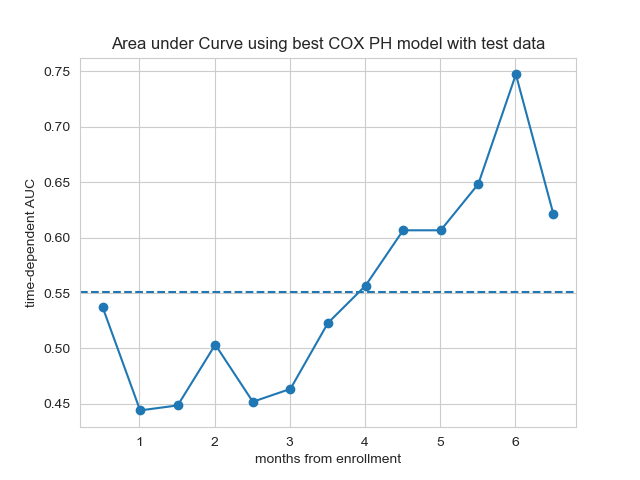 Area under Curve using best COX PH model with test data
time-dependent AUC
0.75
0.70
0.65
0.60
0.55
0.50
0.45
1 2 3 4 5 6
months from enrollment